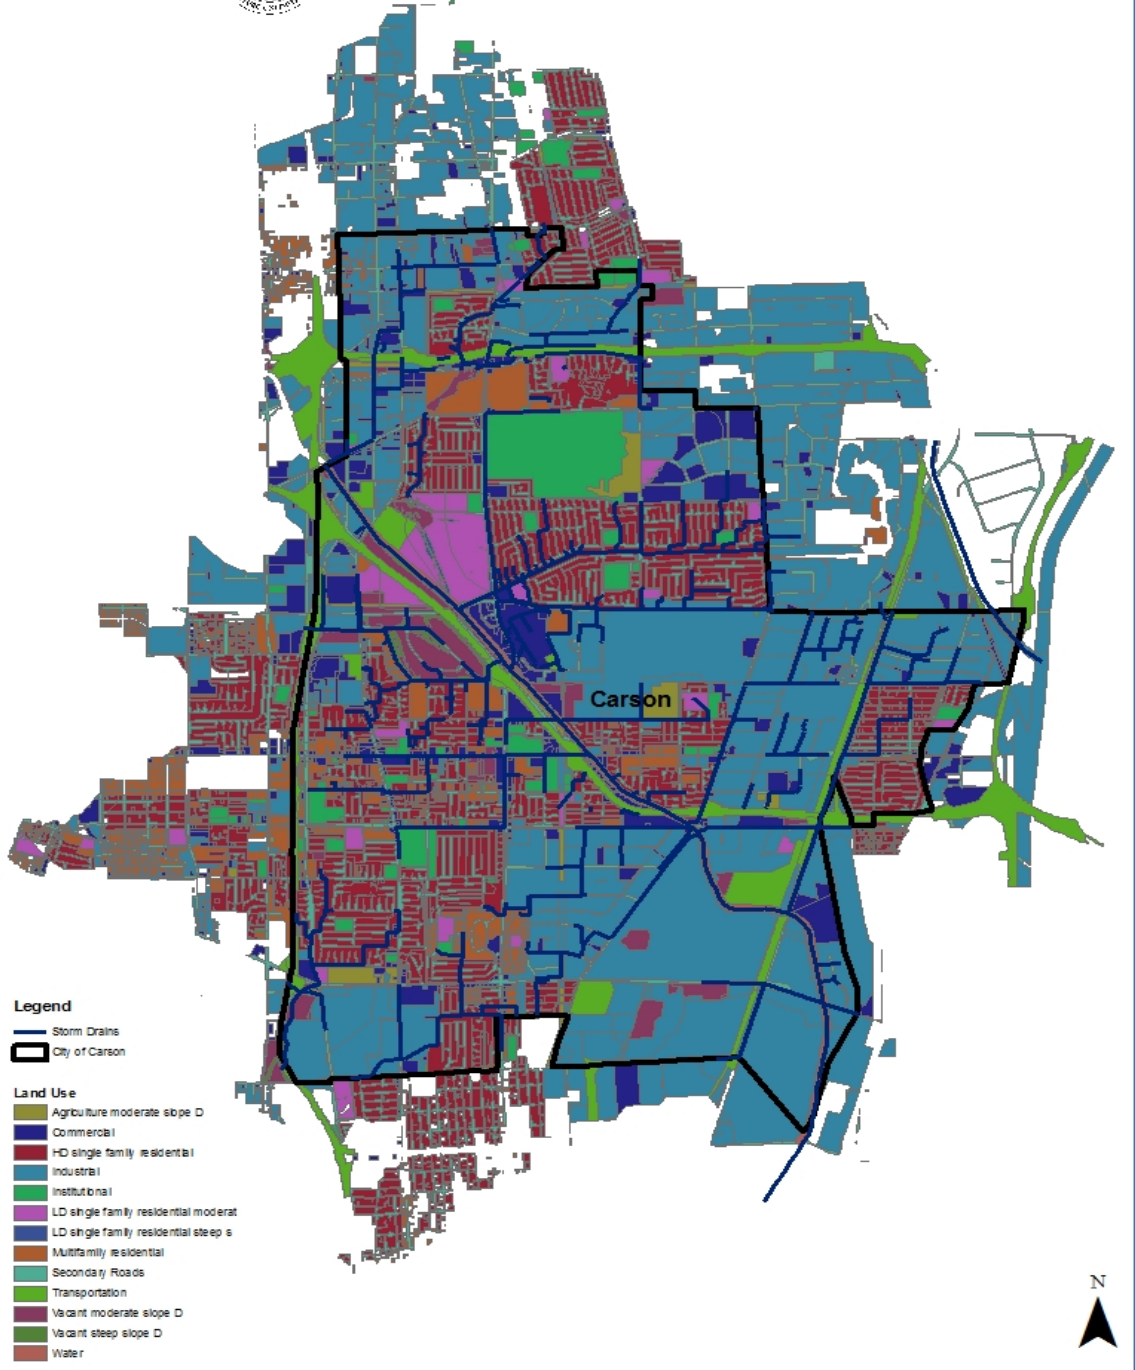 Carson
Legend
Storm Drains
City of Carson
Land Use
Agriculture moderate slope D
Commercial
HD single family residential
Industrial
Institutional
LD single family residential moderat
LD single family residential steep s
Multifamily residential
Secondary Roads
Transportation
Vacant moderate slope D
Vacant steep slope D
Water
N